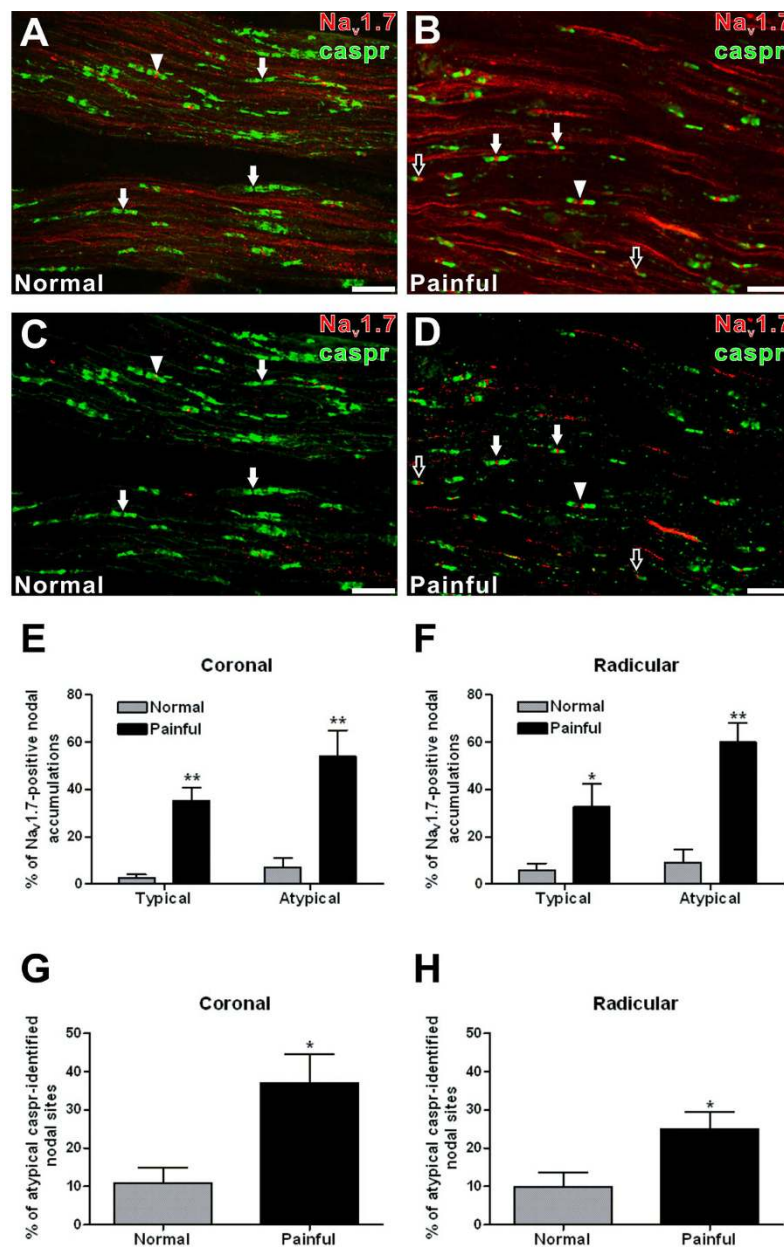 A
Nav1.7
caspr
Normal
B
Nav1.7
caspr
Painful
C
Nav1.7
caspr
Normal
D
Nav1.7
caspr
Painful
E
Coronal
% of Nav1.7-positive nodal
accumulations
80
60
40
20
0
Normal
Painful
**
**
Typical
Atypical
F
Radicular
% of Nav1.7-positive nodal
accumulations
80
60
40
20
0
Normal
Painful
*
**
Typical
Atypical
G
Coronal
% of atypical caspr-identified
nodal sites
50
40
30
20
10
0
*
Normal
Painful
H
Radicular
% of atypical caspr-identified
nodal sites
50
40
30
20
10
0
*
Normal
Painful